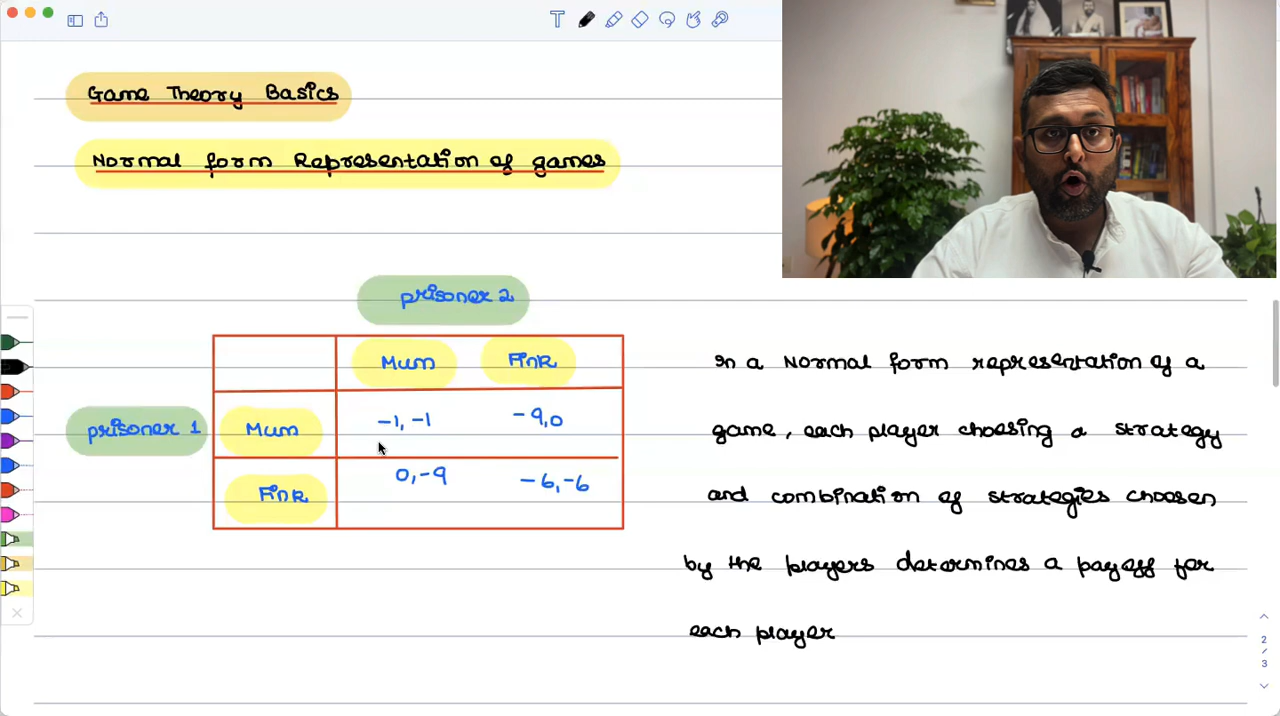 Game Theory Basics
Normal form Representation of games
prisoner 2
Mum Fink
prisoner 1
Mum -1, -1 -9,0
Fink 0,-9 -6,-6
In a Normal form representation of a
game, each player choosing a strategy
and combination of strategies choosen
by the players determines a payoff for
each player
2
/
3